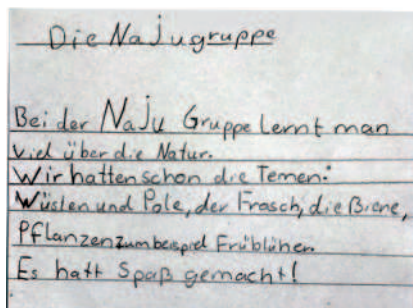 Die Najugruppe
Bei der Naju Gruppe Lernt man
viel über die Natur.
Wir hatten schon die Temen:
Wüsten und Pole, der Frosch, die Biene,
Pflanzen zum beispiel Früblüher.
Es hatt Spaß gemacht!